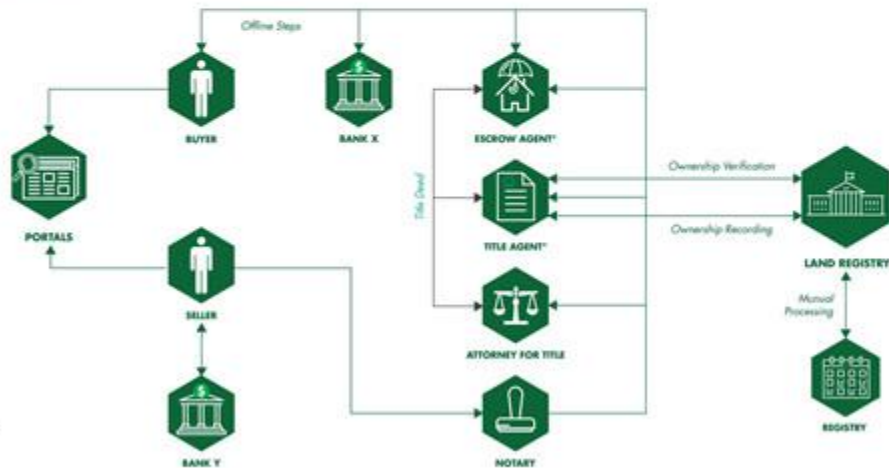 Offline Steps
BUYER
BANK X
ESCROW AGENT*
Title Deed
Ownership Verification
PORTALS
TITLE AGENT*
Ownership Recording
LAND REGISTRY
SELLER
Manual
Processing
ATTORNEY FOR TITLE
BANK Y
NOTARY
REGISTRY